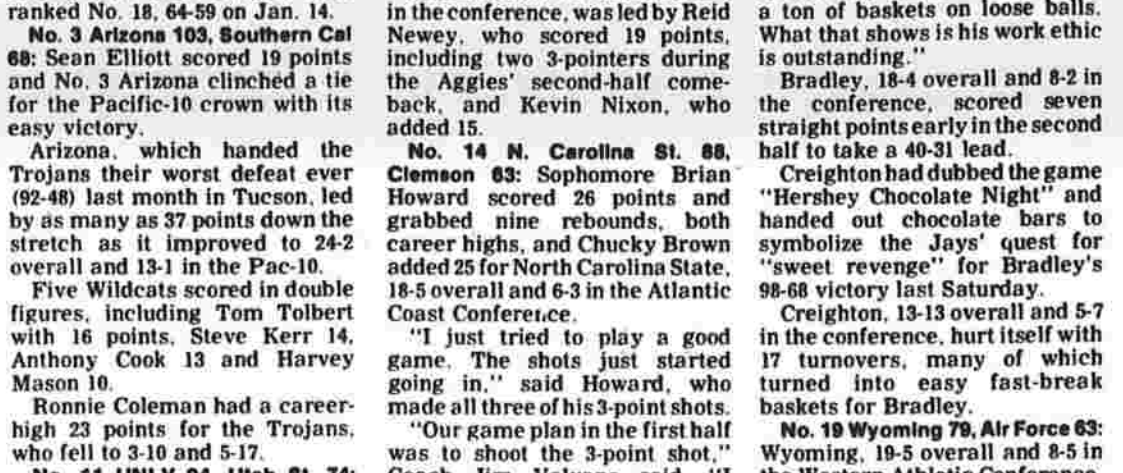 ranked No. 18, 64-59 on Jan. 14.
No. 3 Arizona 103, Southern Cal
68: Sean Elliott scored 19 points
and No. 3 Arizona clinched a tie
for the Pacific-10 crown with its
easy victory.
Arizona, which handed the
Trojans their worst defeat ever
(92-48) last month in Tucson, led
by as many as 37 points down the
stretch as it improved to 24-2
overall and 13-1 in the Pac-10.
Five Wildcats scored in double
figures, including Tom Tolbert
with 16 points, Steve Kerr 14,
Anthony Cook 13 and Harvey
Mason 10.
Ronnie Coleman had a career-
high 23 points for the Trojans,
who fell to 3-10 and 5-17.
UNLV Utah St. 74:
in the conference, was led by Reid
Newey, who scored 19 points,
including two 3-pointers during
the Aggies' second-half come-
back, and Kevin Nixon, who
added 15.
No. 14 N. Carolina St. 88,
Clemson 63: Sophomore Brian
Howard scored 26 points and
grabbed nine rebounds, both
career highs, and Chucky Brown
added 25 for North Carolina State,
18-5 overall and 6-3 in the Atlantic
Coast Conference.
"I just tried to play a good
game. The shots just started
going in," said Howard, who
made all three of his 3-point shots.
"Our game plan in the first half
was to shoot the 3-point shot,"
Coach Jim said. "I
a ton of baskets on loose balls.
What that shows is his work ethic
is outstanding."
Bradley, 18-4 overall and 8-2 in
the conference, scored seven
straight points early in the second
half to take a 40-31 lead.
Creighton had dubbed the game
"Hershey Chocolate Night" and
handed out chocolate bars to
symbolize the Jays' quest for
"sweet revenge" for Bradley's
98-68 victory last Saturday.
Creighton, 13-13 overall and 5-7
in the conference, hurt itself with
17 turnovers, many of which
turned into easy fast-break
baskets for Bradley.
No. 19 Wyoming 79, Air Force 63:
Wyoming, 19-5 overall and 8-5 in
the Western Athletic Conference,